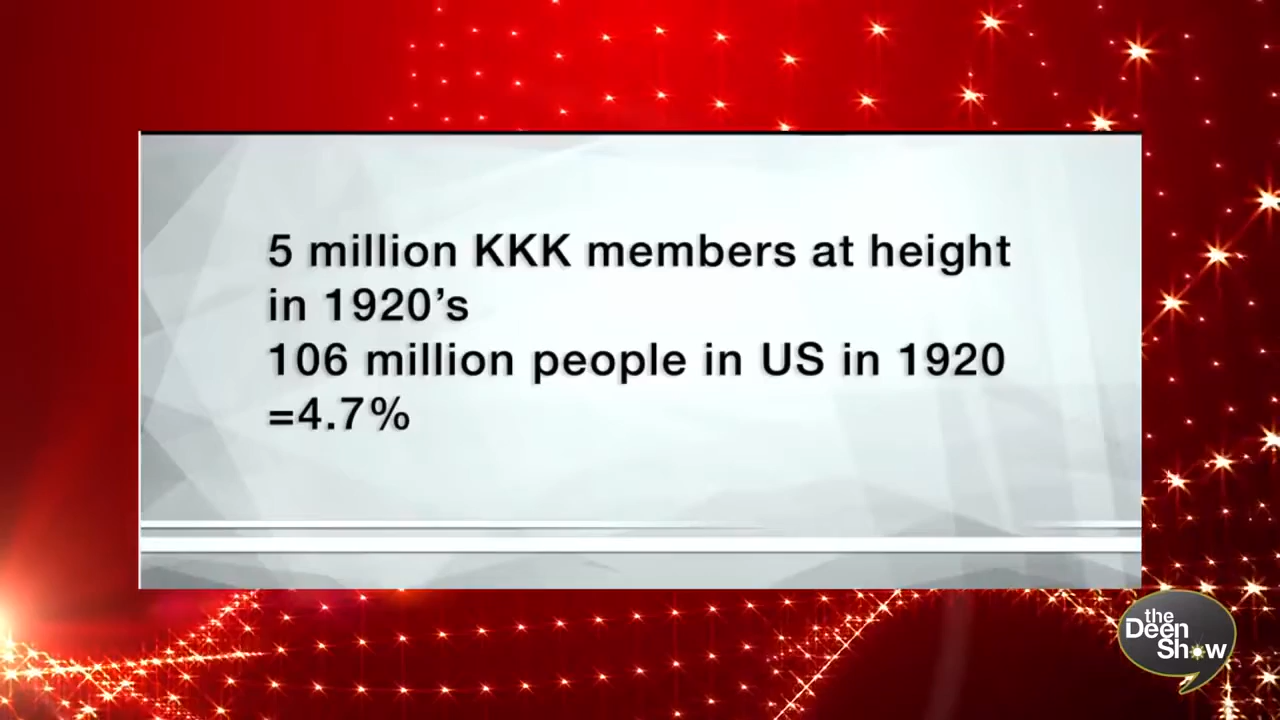 5 million KKK members at height
in 1920’s
106 million people in US in 1920
=4.7%
the
Deen
Show